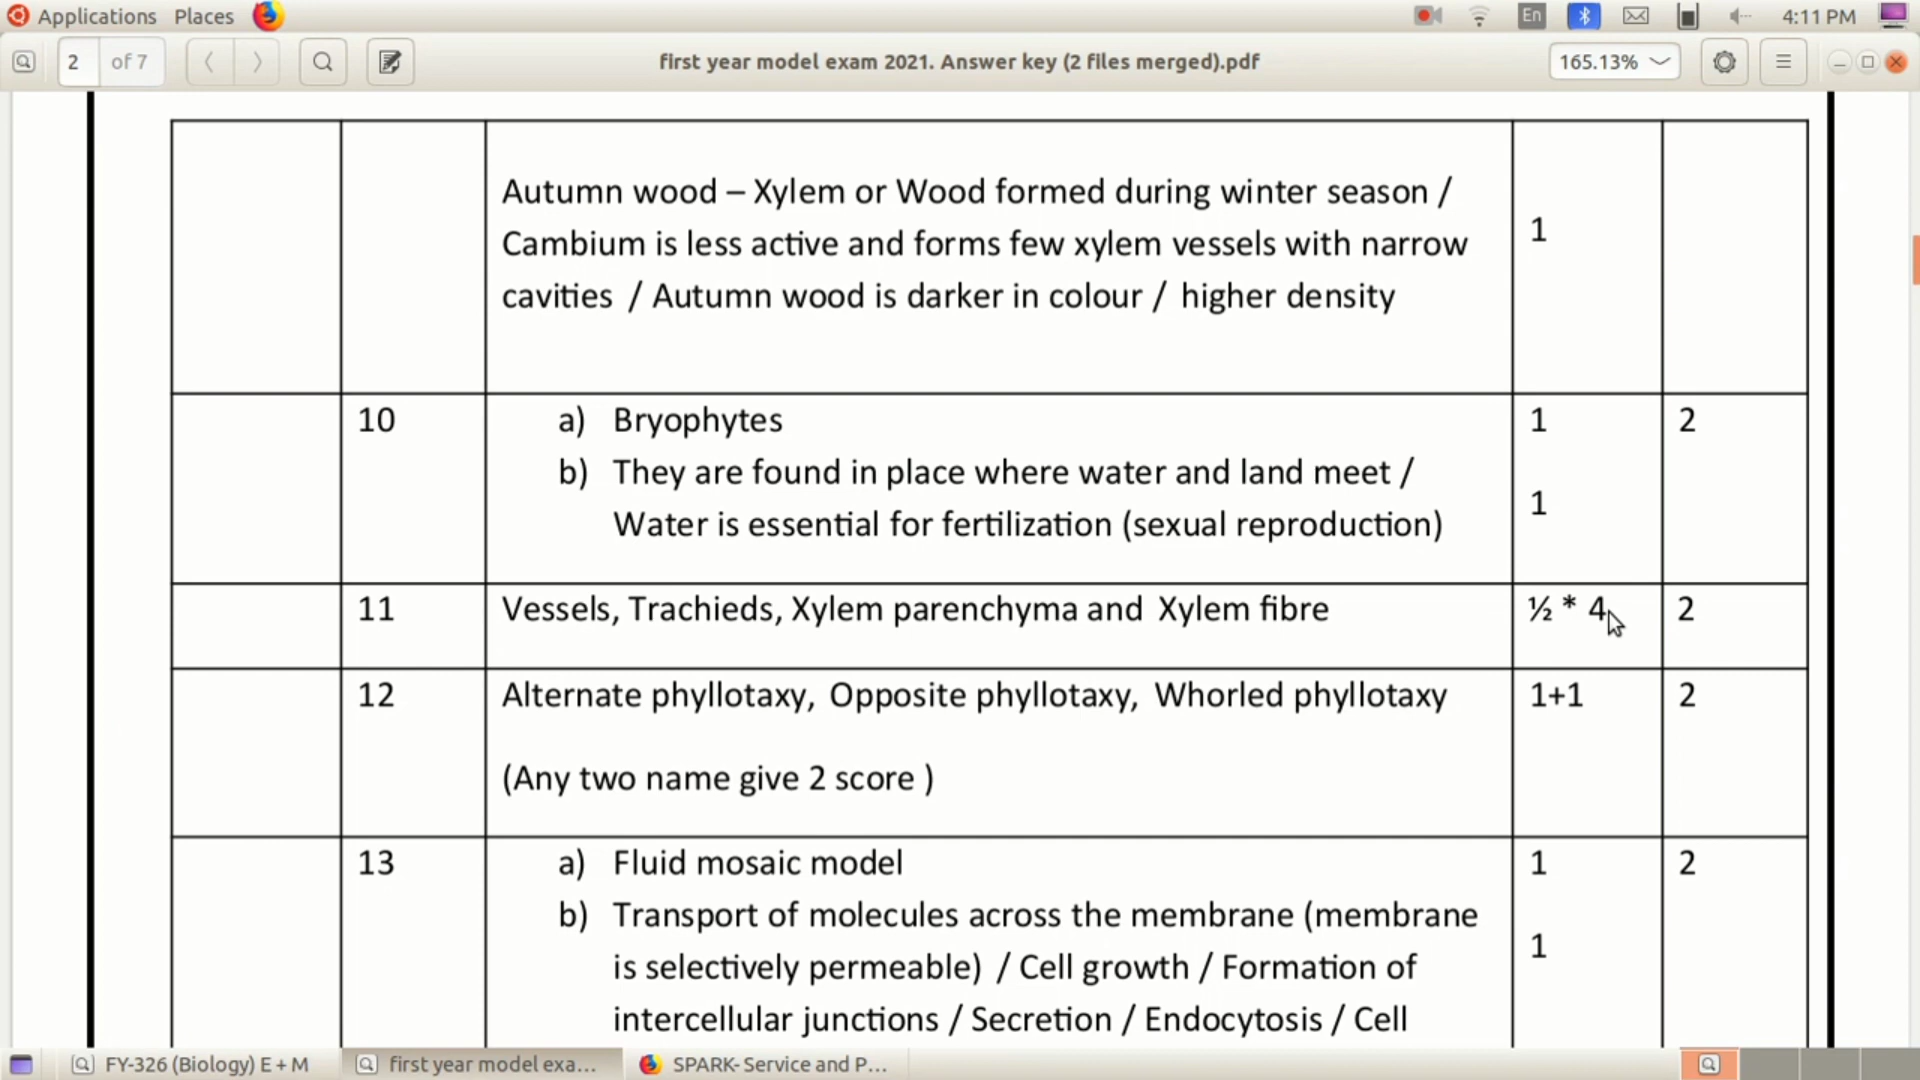 Applications Places En 4:11 PM
2 of 7 first year model exam 2021. Answer key (2 files merged).pdf 165.13%
Autumn wood – Xylem or Wood formed during winter season /
Cambium is less active and forms few xylem vessels with narrow
cavities / Autumn wood is darker in colour / higher density
1
10 a) Bryophytes 1 2
b) They are found in place where water and land meet /
Water is essential for fertilization (sexual reproduction)
1
11 Vessels, Trachieds, Xylem parenchyma and Xylem fibre ½ * 4 2
12 Alternate phyllotaxy, Opposite phyllotaxy, Whorled phyllotaxy 1+1 2
(Any two name give 2 score )
13 a) Fluid mosaic model 1 2
b) Transport of molecules across the membrane (membrane
is selectively permeable) / Cell growth / Formation of
1
intercellular junctions / Secretion / Endocytosis / Cell
FY-326 (Biology) E + M first year model exa... SPARK- Service and P...